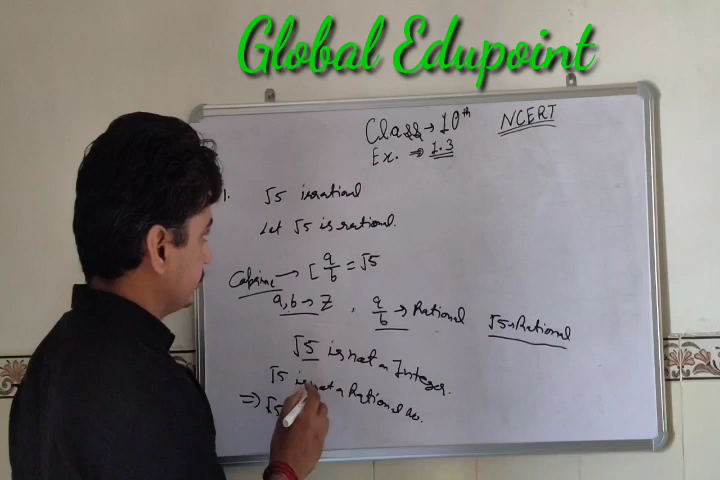 Global Edupoint
Class → 10th NCERT
Ex. ⇒ 1.3
1. √5 irrational
Let √5 is rational.
Coprime → [ a/b = √5
a, b → Z , a/b → Rational √5 → Rational
√5 is not a Integer.
√5 is not a Rational no.
⇒ √5